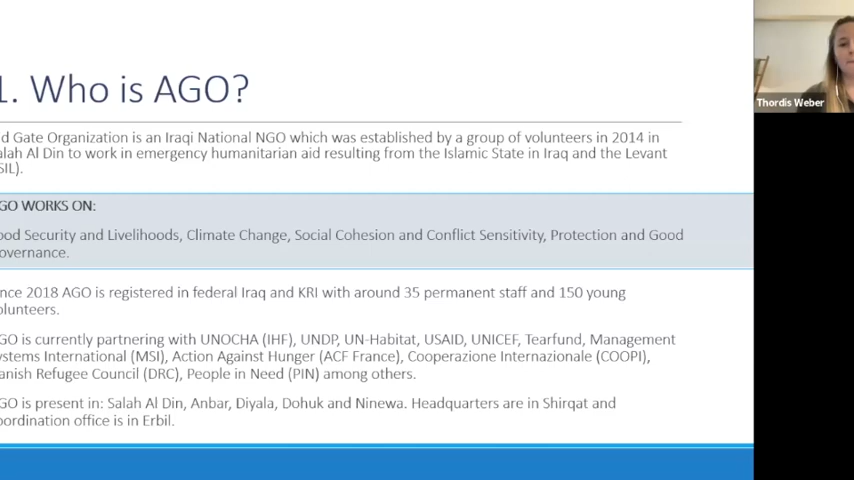 1. Who is AGO?
Thordis Weber
d Gate Organization is an Iraqi National NGO which was established by a group of volunteers in 2014 in
alah Al Din to work in emergency humanitarian aid resulting from the Islamic State in Iraq and the Levant
SIL).
GO WORKS ON:
ood Security and Livelihoods, Climate Change, Social Cohesion and Conflict Sensitivity, Protection and Good
overnance.
nce 2018 AGO is registered in federal Iraq and KRI with around 35 permanent staff and 150 young
olunteers.
GO is currently partnering with UNOCHA (IHF), UNDP, UN-Habitat, USAID, UNICEF, Tearfund, Management
ystems International (MSI), Action Against Hunger (ACF France), Cooperazione Internazionale (COOPI),
anish Refugee Council (DRC), People in Need (PIN) among others.
GO is present in: Salah Al Din, Anbar, Diyala, Dohuk and Ninewa. Headquarters are in Shirqat and
oordination office is in Erbil.